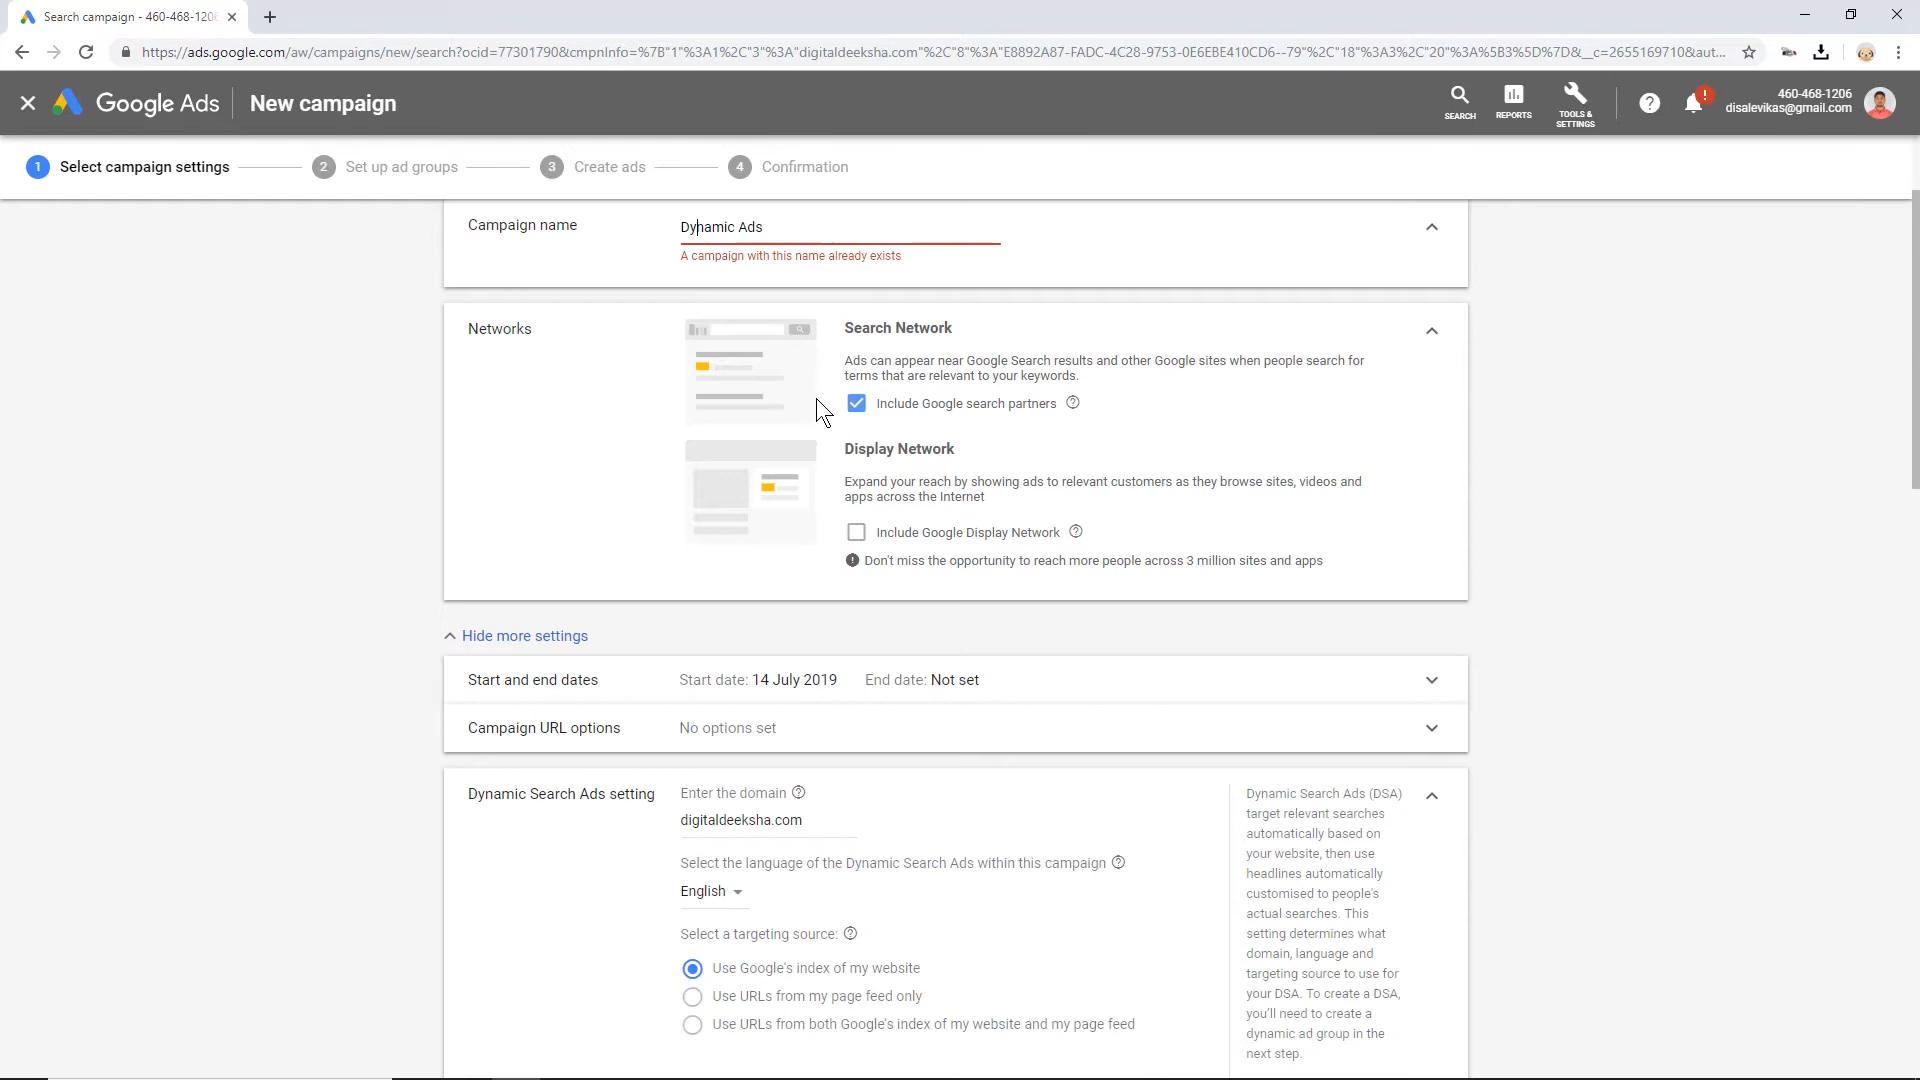 Search campaign - 460-468-120
https://ads.google.com/aw/campaigns/new/search?ocid=77301790&cmpnInfo=%7B"1"%3A1%2C"3"%3A"digitaldeeksha.com"%2C"8"%3A"E8892A87-FADC-4C28-9753-0E6EBE410CD6--79"%2C"18"%3A3%2C"20"%3A%5B3%5D%7D&__c=2655169710&aut...
Google Ads
New campaign
SEARCH
REPORTS
TOOLS &
SETTINGS
460-468-1206
disalevikas@gmail.com
1 Select campaign settings
2 Set up ad groups
3 Create ads
4 Confirmation
Campaign name
Dynamic Ads
A campaign with this name already exists
Networks
Search Network
Ads can appear near Google Search results and other Google sites when people search for
terms that are relevant to your keywords.
Include Google search partners
Display Network
Expand your reach by showing ads to relevant customers as they browse sites, videos and
apps across the Internet
Include Google Display Network
Don't miss the opportunity to reach more people across 3 million sites and apps
Hide more settings
Start and end dates
Start date: 14 July 2019 End date: Not set
Campaign URL options
No options set
Dynamic Search Ads setting
Enter the domain
digitaldeeksha.com
Select the language of the Dynamic Search Ads within this campaign
English
Select a targeting source:
Use Google's index of my website
Use URLs from my page feed only
Use URLs from both Google's index of my website and my page feed
Dynamic Search Ads (DSA)
target relevant searches
automatically based on
your website, then use
headlines automatically
customised to people's
actual searches. This
setting determines what
domain, language and
targeting source to use for
your DSA. To create a DSA,
you'll need to create a
dynamic ad group in the
next step.